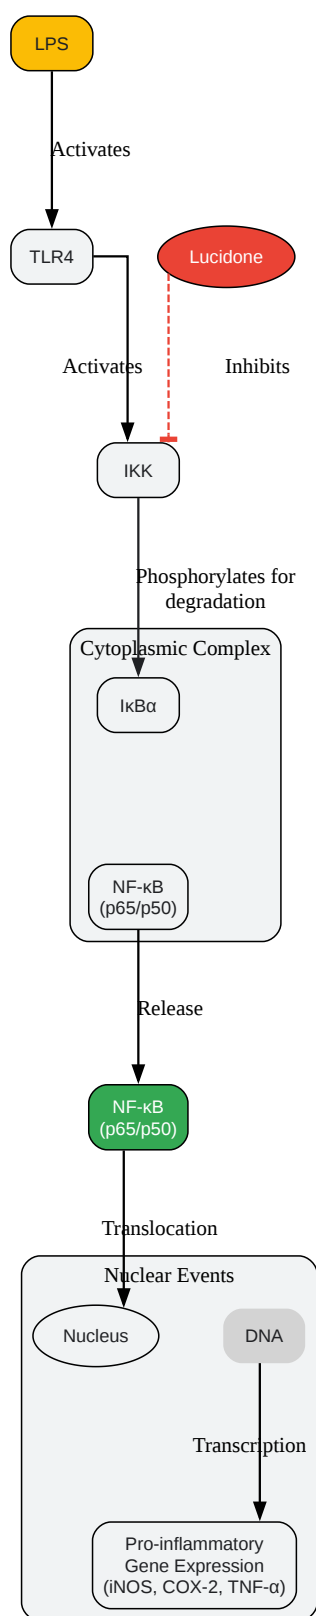 LPS
Activates
TLR4
Lucidone
Activates
Inhibits
IKK
Phosphorylates for
degradation
Cytoplasmic Complex
IκBα
NF-κB
(p65/p50)
Release
NF-κB
(p65/p50)
Translocation
Nuclear Events
Nucleus
DNA
Transcription
Pro-inflammatory
Gene Expression
(iNOS, COX-2, TNF-α)